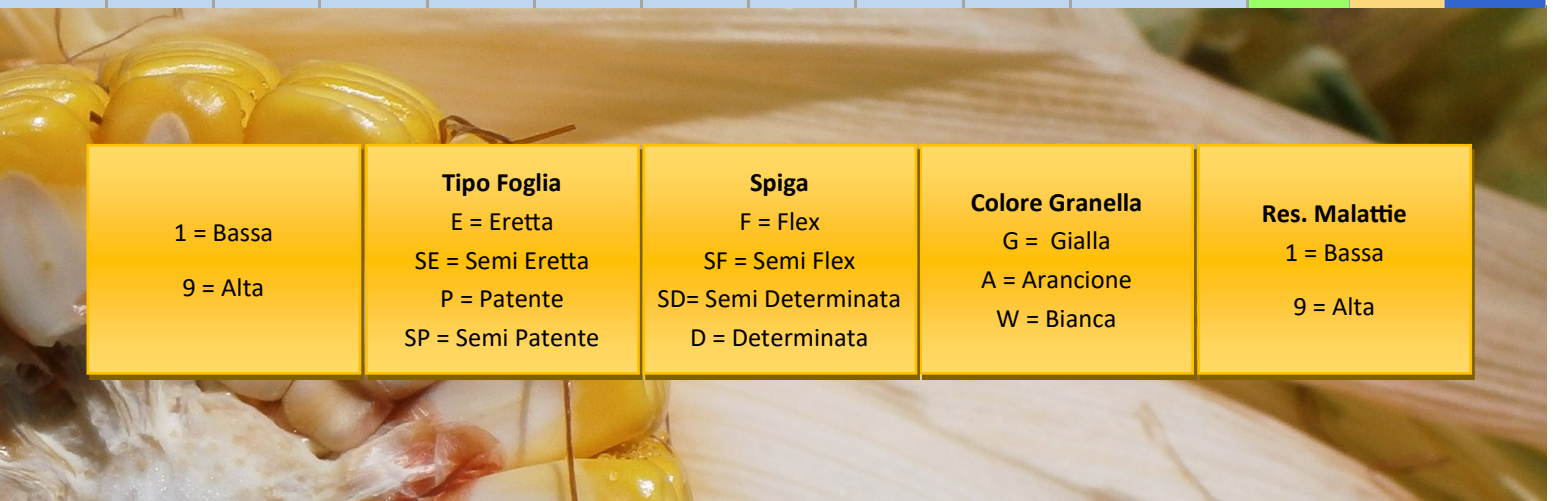 1 = Bassa
9 = Alta
Tipo Foglia
E = Eretta
SE = Semi Eretta
P = Patente
SP = Semi Patente
Spiga
F = Flex
SF = Semi Flex
SD= Semi Determinata
D = Determinata
Colore Granella
G =  Gialla
A = Arancione
W = Bianca
Res. Malattie
1 = Bassa
9 = Alta